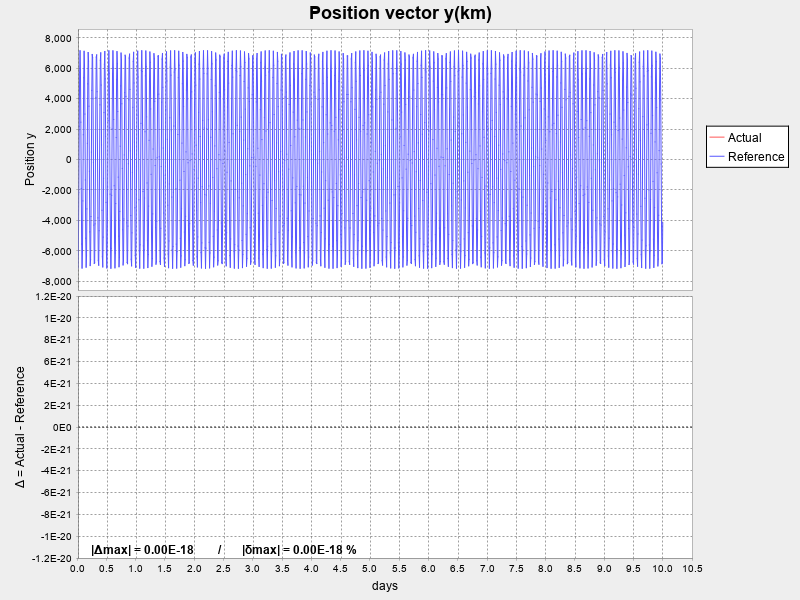 Position vector y(km)
8,000
6,000
4,000
2,000
0
-2,000
-4,000
-6,000
-8,000
Position y
Actual
Reference
1.2E-20
1E-20
8E-21
6E-21
4E-21
2E-21
0E0
-2E-21
-4E-21
-6E-21
-8E-21
-1E-20
-1.2E-20
Δ = Actual - Reference
|Δmax| = 0.00E-18 / |δmax| = 0.00E-18 %
0.0 0.5 1.0 1.5 2.0 2.5 3.0 3.5 4.0 4.5 5.0 5.5 6.0 6.5 7.0 7.5 8.0 8.5 9.0 9.5 10.0 10.5
days